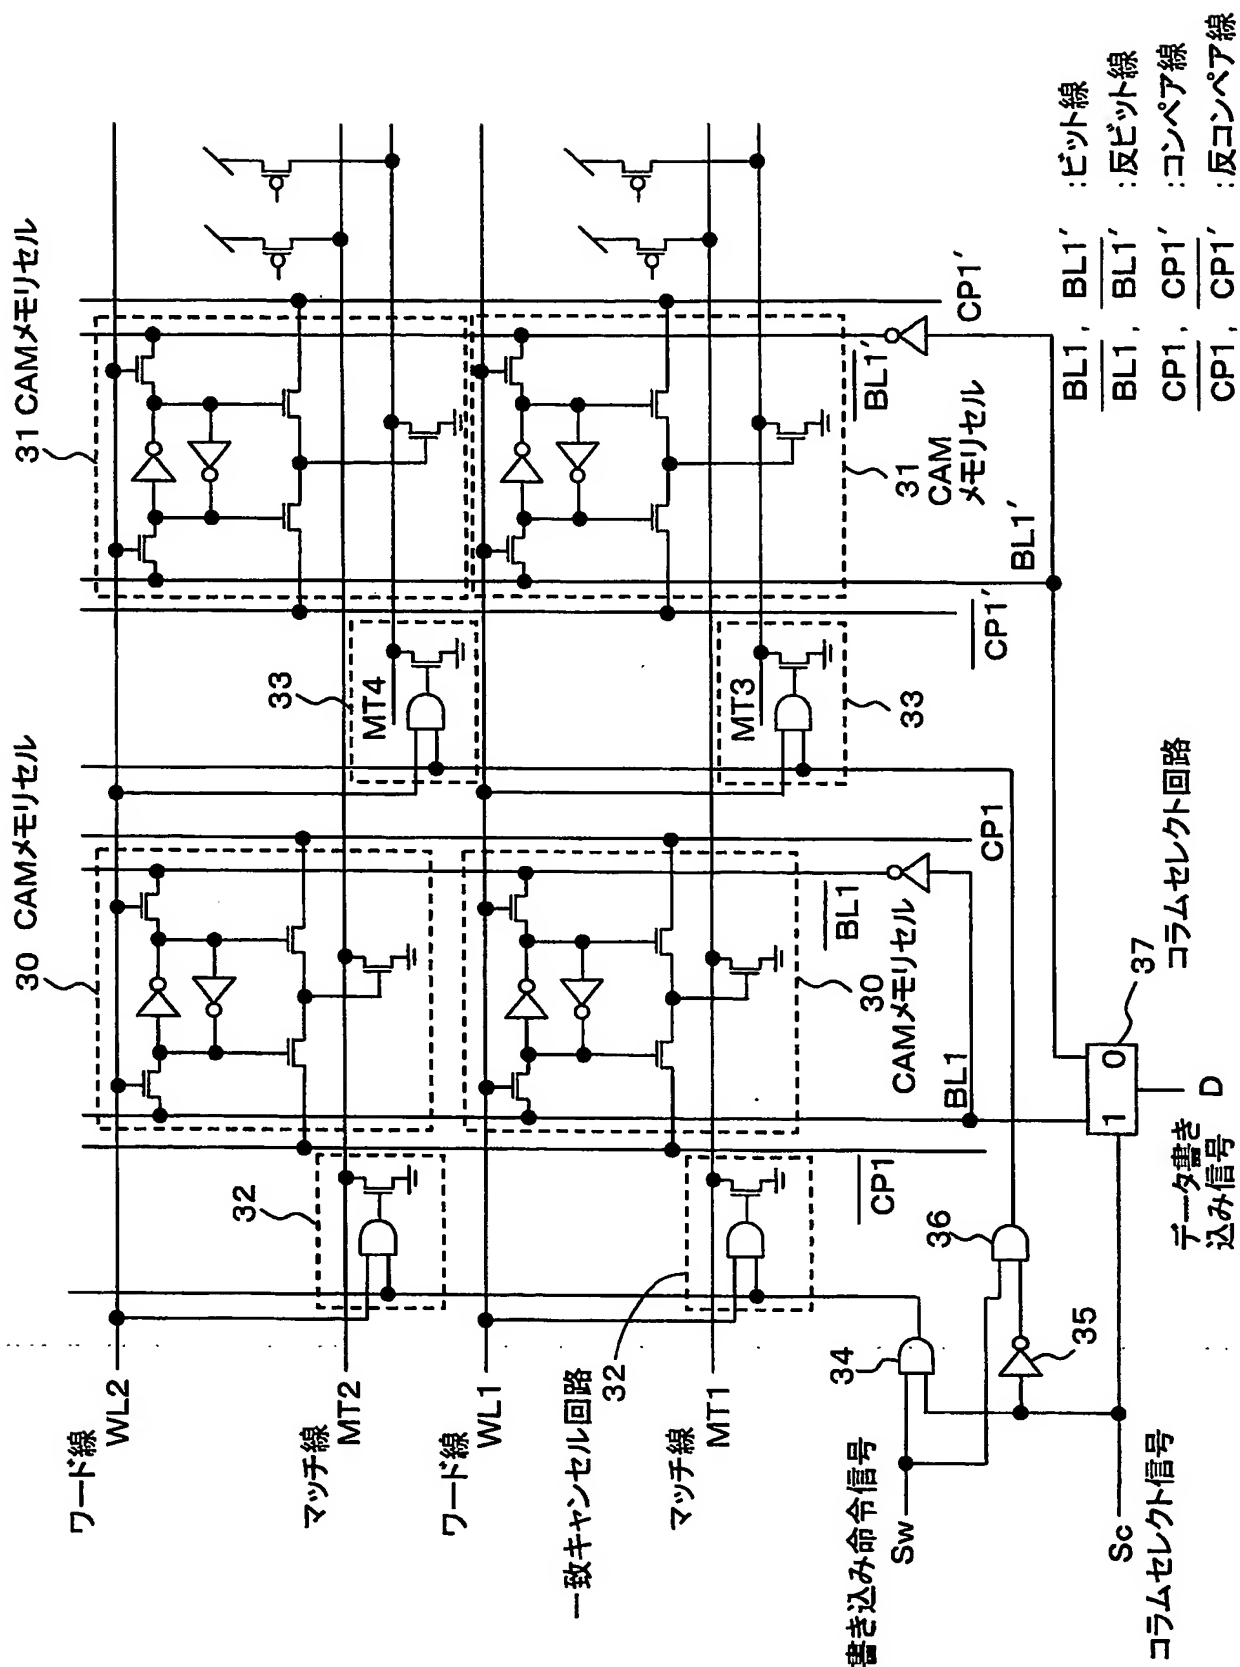 ワード線
WL2
マッチ線
MT2
ワード線
WL1
一致キャンセル回路
32
マッチ線
MT1
書き込み命令信号
Sw
Sc
コラムセレクト信号
30 CAMメモリセル
31 CAMメモリセル
32
33
MT4
MT3
33
30
CAMメモリセル
31
CAM
メモリセル
CP1
BL1
BL1
CP1
CP1'
BL1'
BL1'
CP1'
34
35
36
37
コラムセレクト回路
1 0
データ書き
込み信号
D
BL1, BL1' :ビット線
BL1, BL1' :反ビット線
CP1, CP1' :コンペア線
CP1, CP1' :反コンペア線